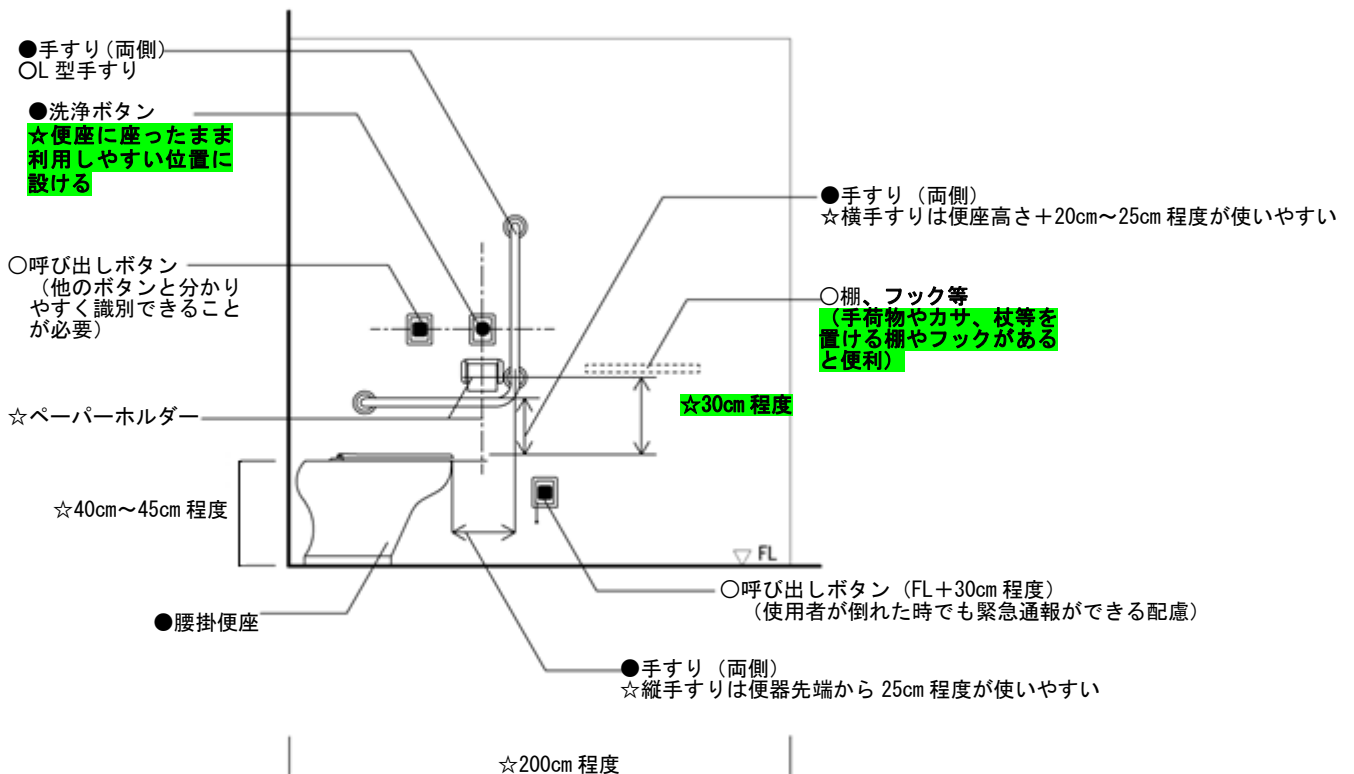 ●手すり(両側)
○L 型手すり
●洗浄ボタン
☆便座に座ったまま
利用しやすい位置に
設ける
●手すり（両側）
☆横手すりは便座高さ＋20cm～25cm 程度が使いやすい
○呼び出しボタン
（他のボタンと分かり
やすく識別できること
が必要）
○棚、フック等
（手荷物やカサ、杖等を
置ける棚やフックがある
と便利）
☆30cm 程度
☆ペーパーホルダー
☆40cm～45cm 程度
▽ FL
○呼び出しボタン（FL＋30cm 程度）
（使用者が倒れた時でも緊急通報ができる配慮）
●腰掛便座
●手すり（両側）
☆縦手すりは便器先端から 25cm 程度が使いやすい
☆200cm 程度